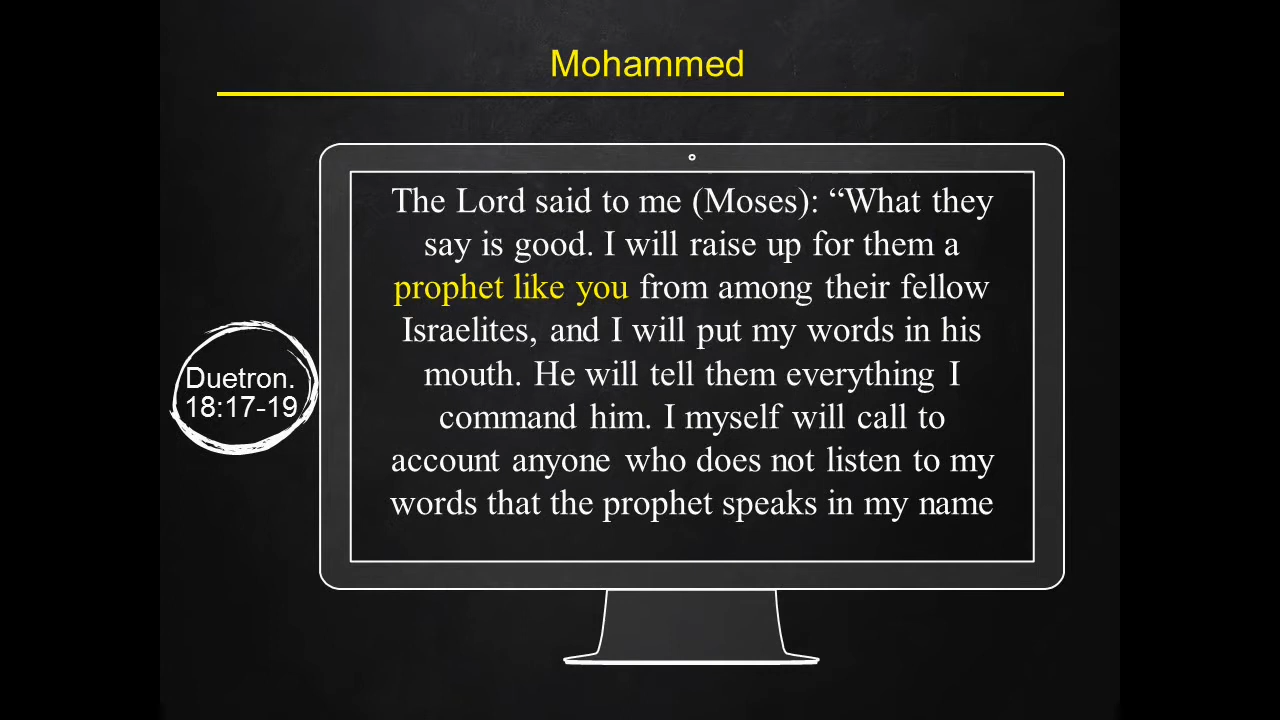 Mohammed
The Lord said to me (Moses): “What they
say is good. I will raise up for them a
prophet like you from among their fellow
Israelites, and I will put my words in his
mouth. He will tell them everything I
command him. I myself will call to
account anyone who does not listen to my
words that the prophet speaks in my name
Duetron.
18:17-19